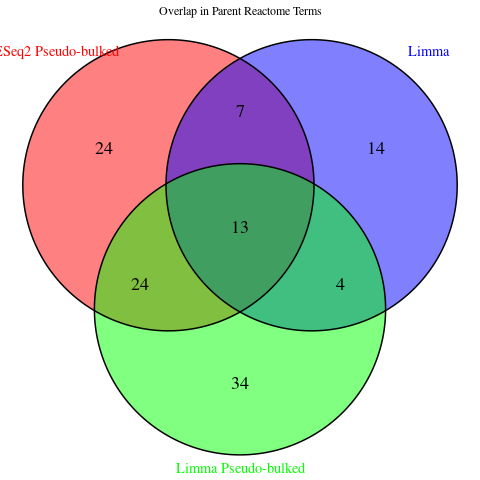 Overlap in Parent Reactome Terms
ESeq2 Pseudo-bulked
Limma
7
24
14
13
24
4
34
Limma Pseudo-bulked